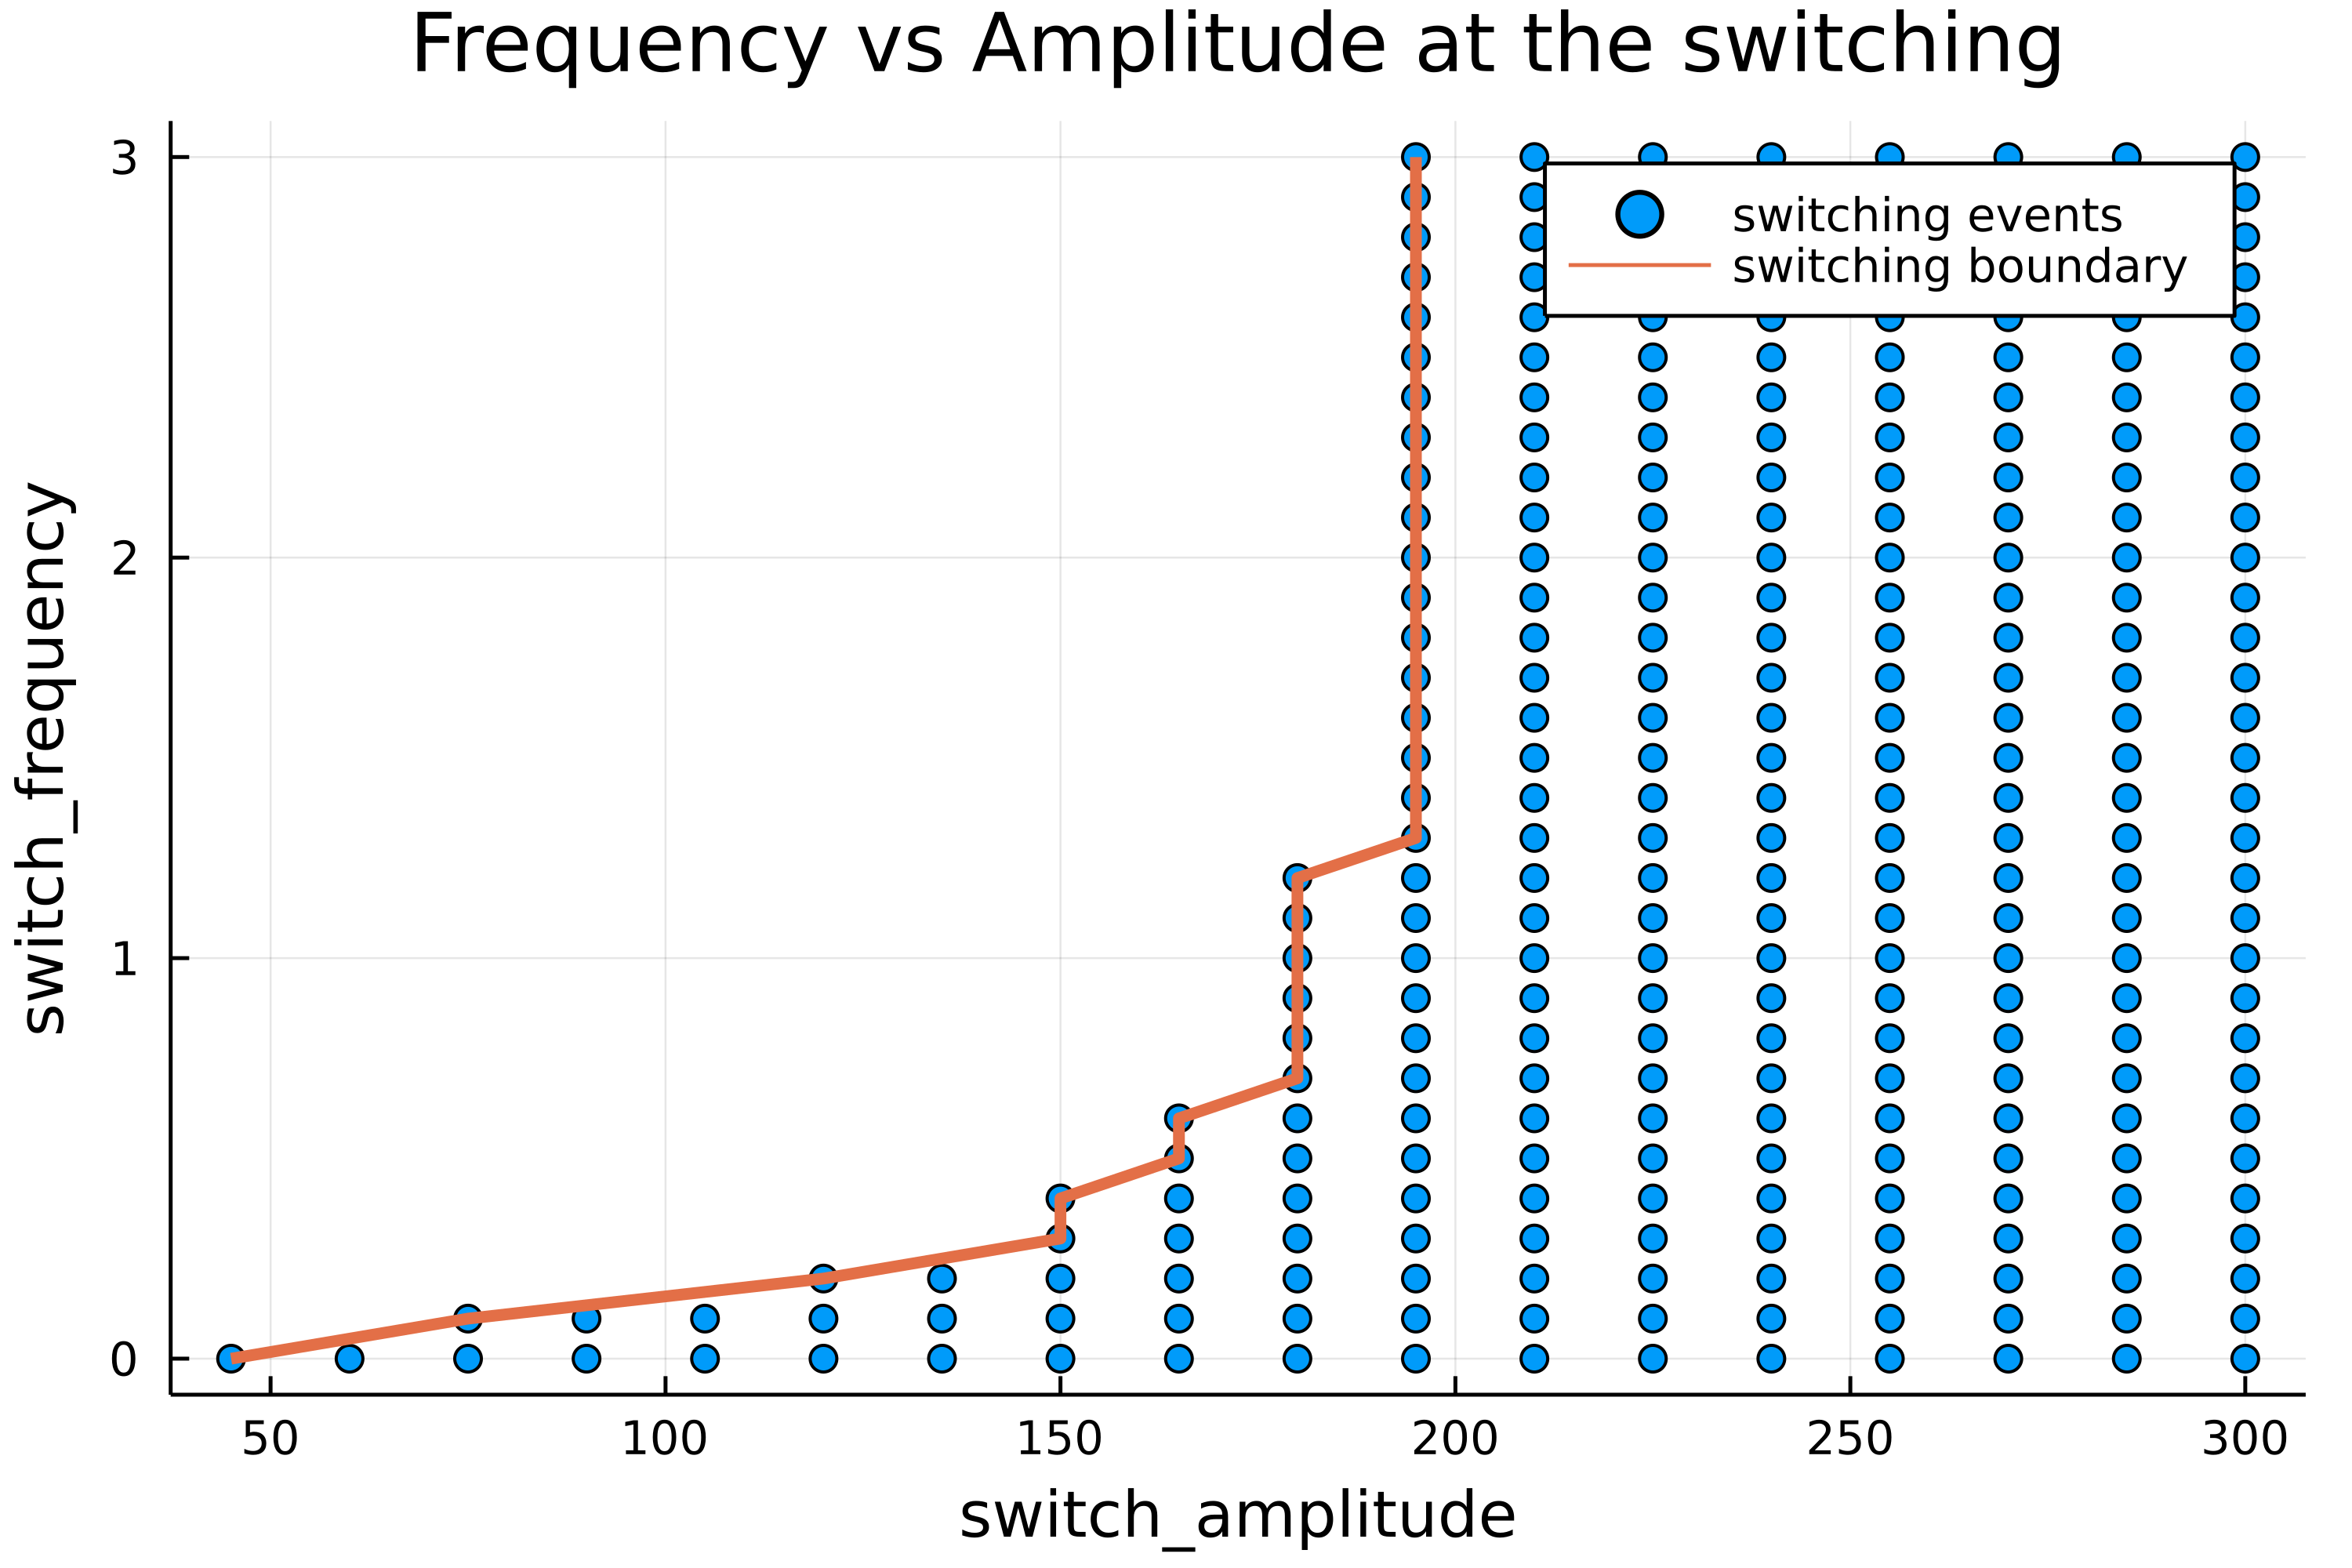 Frequency vs Amplitude at the switching
switching events
switching boundary
switch_frequency
3
2
1
0
50 100 150 200 250 300
switch_amplitude